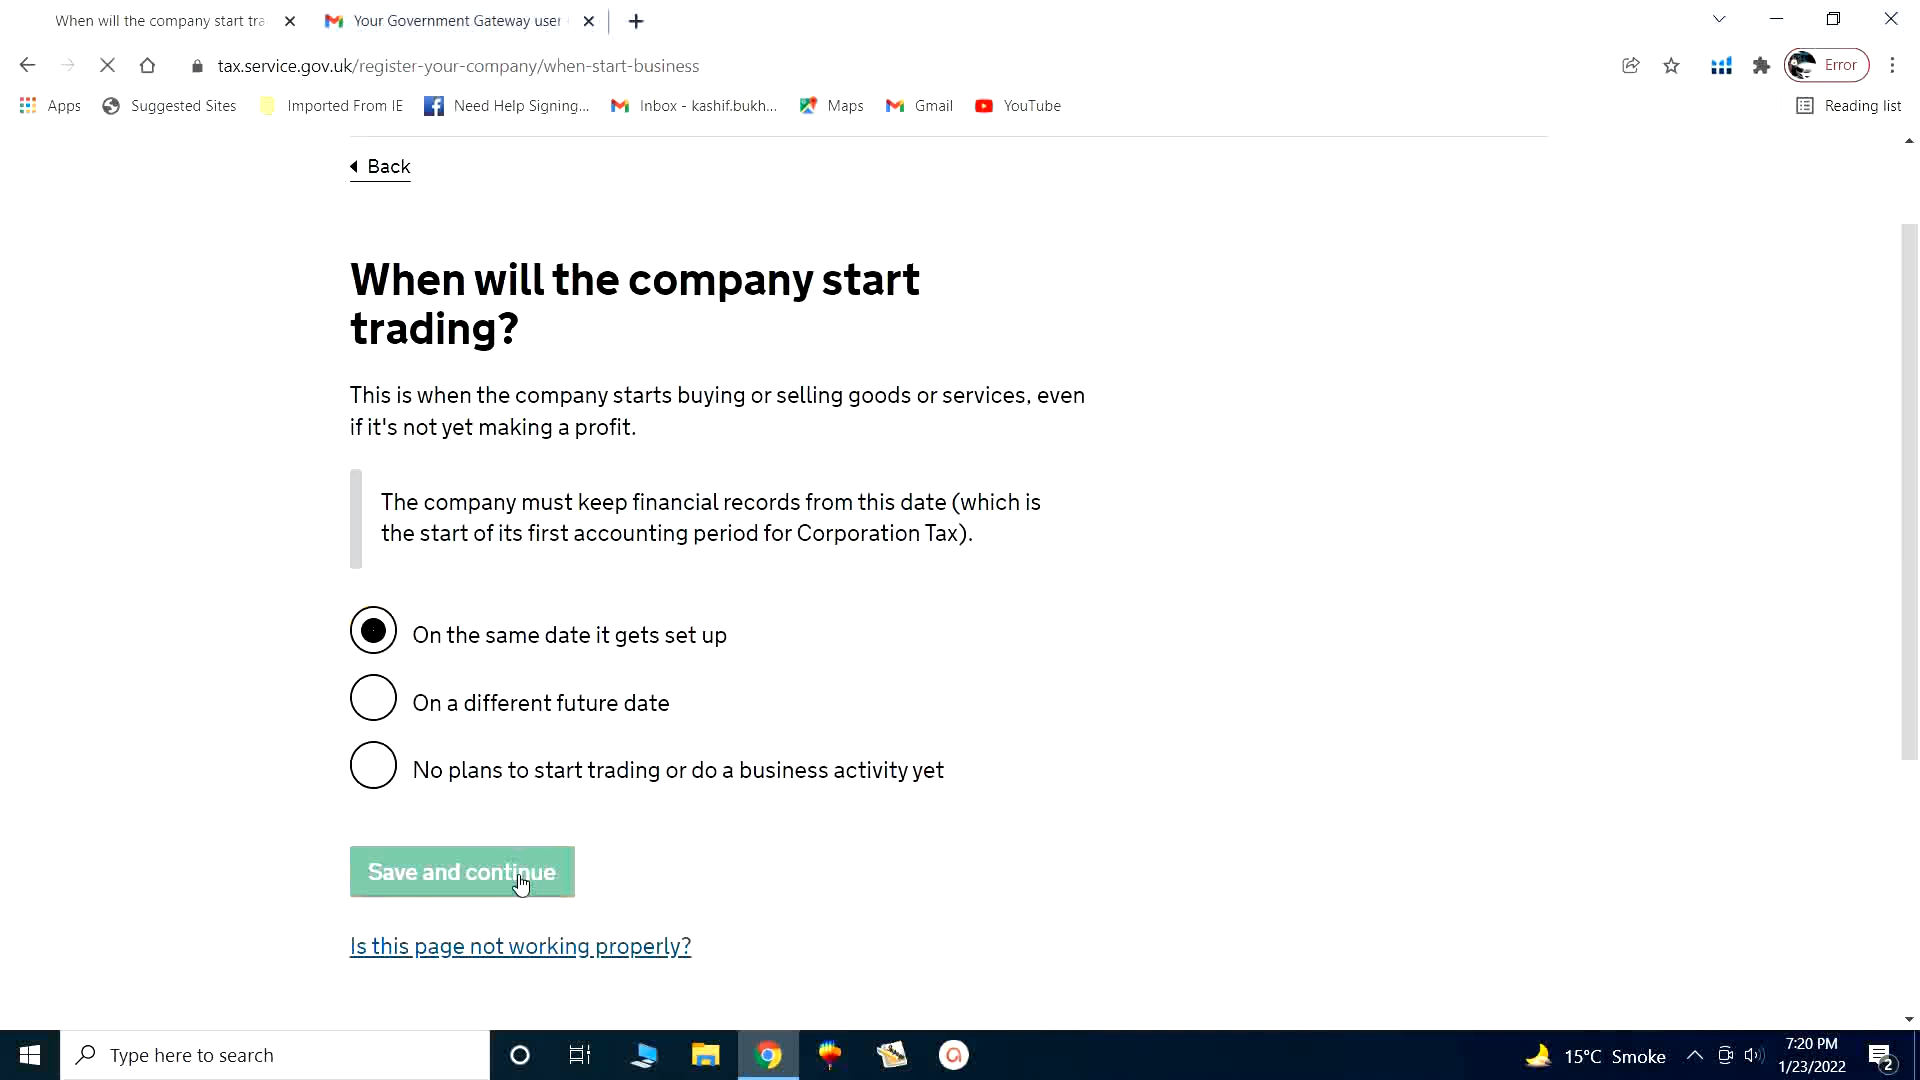 When will the company start tra
Your Government Gateway user
tax.service.gov.uk/register-your-company/when-start-business
Error
Apps
Suggested Sites
Imported From IE
Need Help Signing...
Inbox - kashif.bukh...
Maps
Gmail
YouTube
Reading list
Back
When will the company start
trading?
This is when the company starts buying or selling goods or services, even
if it's not yet making a profit.
The company must keep financial records from this date (which is
the start of its first accounting period for Corporation Tax).
On the same date it gets set up
On a different future date
No plans to start trading or do a business activity yet
Save and continue
Is this page not working properly?
Type here to search
15°C Smoke
7:20 PM
1/23/2022
2